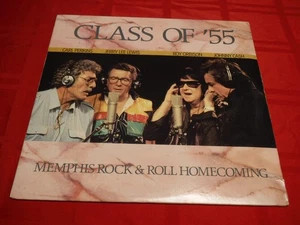 CLASS OF '55
CARL PERKINS JERRY LEE LEWIS ROY ORBISON JOHNNY CASH
MEMPHIS ROCK & ROLL HOMECOMING